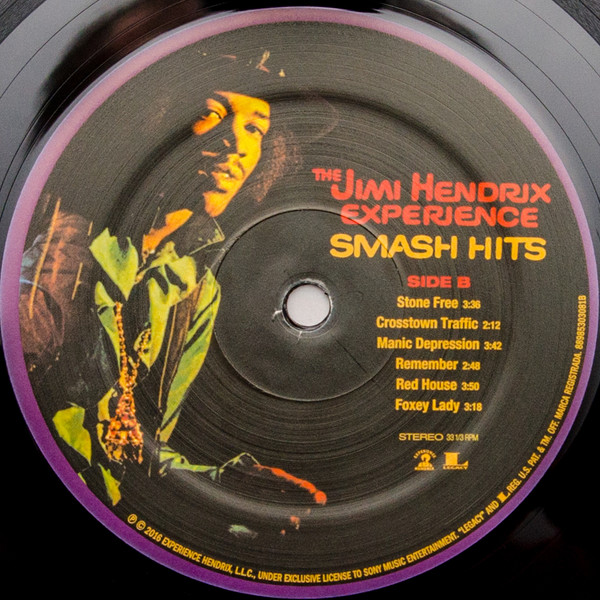 THE JIMI HENDRIX
EXPERIENCE
SMASH HITS
SIDE B
Stone Free 3:36
Crosstown Traffic 2:12
Manic Depression 3:42
Remember 2:48
Red House 3:50
Foxey Lady 3:18
STEREO 33 1/3 RPM
LEGACY
℗ © 2016 EXPERIENCE HENDRIX, L.L.C., UNDER EXCLUSIVE LICENSE TO SONY MUSIC ENTERTAINMENT. "LEGACY" AND L REG. U.S. PAT. & TM. OFF. MARCA REGISTRADA. 88985303081B